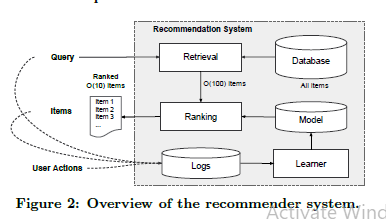 Recommendation System
Query
Retrieval
Database
Ranked
O(10) Items
O(100) Items
All Items
Items
Item 1
Item 2
Item 3
...
Ranking
Model
User Actions
Logs
Learner
Figure 2: Overview of the recommender system.
Activate Wind